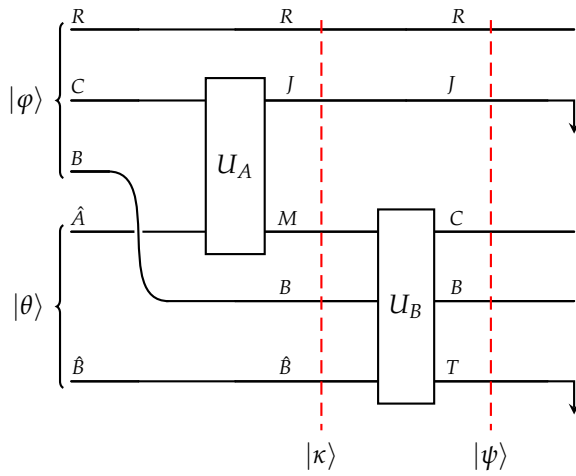 R R R
C J J
|φ⟩
B U_A
Â M C
|θ⟩ B B
U_B
B̂ B̂ T
|κ⟩ |ψ⟩